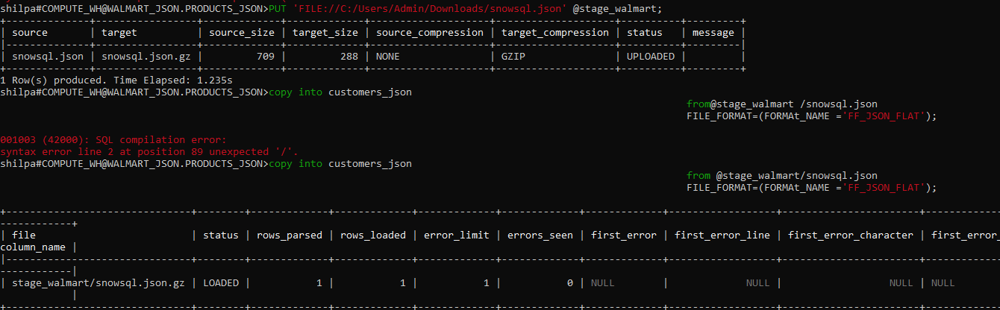 shilpa#COMPUTE_WH@WALMART_JSON.PRODUCTS_JSON>PUT 'FILE://C:/Users/Admin/Downloads/snowsql.json' @stage_walmart;
+--------------+-----------------+-------------+-------------+--------------------+--------------------+----------+---------+
| source | target | source_size | target_size | source_compression | target_compression | status | message |
|--------------+-----------------+-------------+-------------+--------------------+--------------------+----------+---------|
| snowsql.json | snowsql.json.gz | 709 | 288 | NONE | GZIP | UPLOADED | |
+--------------+-----------------+-------------+-------------+--------------------+--------------------+----------+---------+
1 Row(s) produced. Time Elapsed: 1.235s
shilpa#COMPUTE_WH@WALMART_JSON.PRODUCTS_JSON>copy into customers_json
from@stage_walmart /snowsql.json
FILE_FORMAT=(FORMAt_NAME ='FF_JSON_FLAT');
001003 (42000): SQL compilation error:
syntax error line 2 at position 89 unexpected '/'.
shilpa#COMPUTE_WH@WALMART_JSON.PRODUCTS_JSON>copy into customers_json
from @stage_walmart/snowsql.json
FILE_FORMAT=(FORMAt_NAME ='FF_JSON_FLAT');
+-------------------------------+--------+-------------+-------------+-------------+-------------+-------------+------------------+-----------------------+-------------
------------+
| file | status | rows_parsed | rows_loaded | error_limit | errors_seen | first_error | first_error_line | first_error_character | first_error_
column_name |
|-------------------------------+--------+-------------+-------------+-------------+-------------+-------------+------------------+-----------------------+-------------
------------|
| stage_walmart/snowsql.json.gz | LOADED | 1 | 1 | 1 | 0 | NULL | NULL | NULL | NULL
|
+-------------------------------+--------+-------------+-------------+-------------+-------------+-------------+------------------+-----------------------+-------------